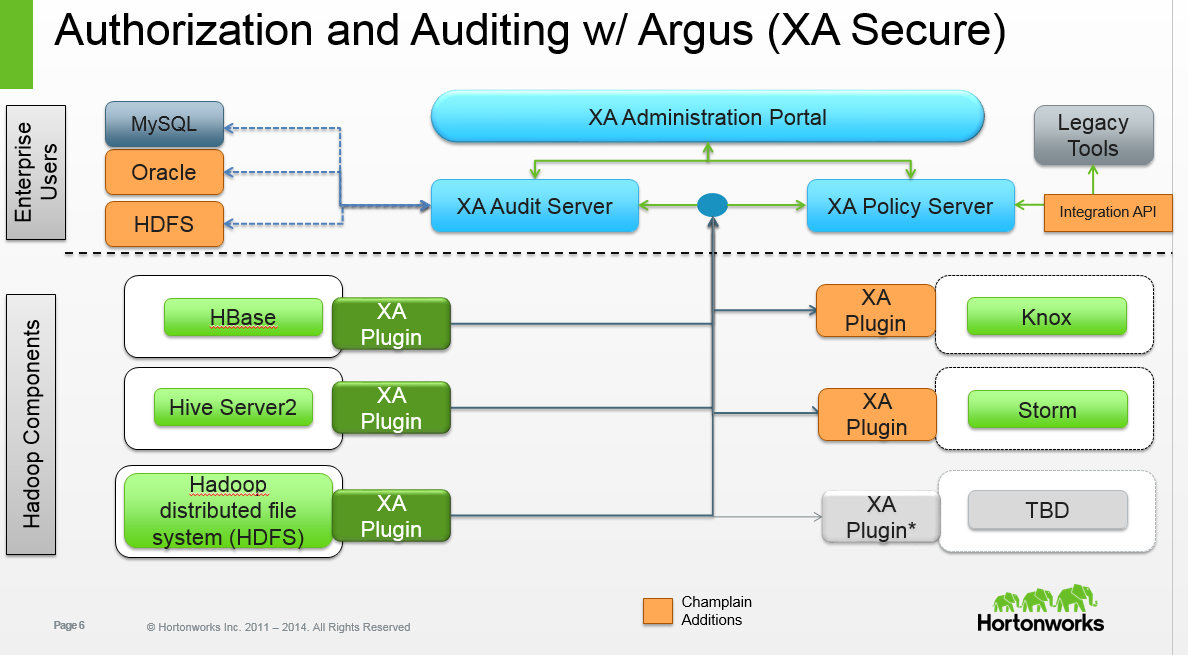 Authorization and Auditing w/ Argus (XA Secure)
Enterprise
Users
MySQL
Oracle
HDFS
XA Administration Portal
XA Audit Server
XA Policy Server
Legacy
Tools
Integration API
Hadoop Components
HBase
XA
Plugin
XA
Plugin
Knox
Hive Server2
XA
Plugin
XA
Plugin
Storm
Hadoop
distributed file
system (HDFS)
XA
Plugin
XA
Plugin*
TBD
Champlain
Additions
Page 6
© Hortonworks Inc. 2011 – 2014. All Rights Reserved
Hortonworks